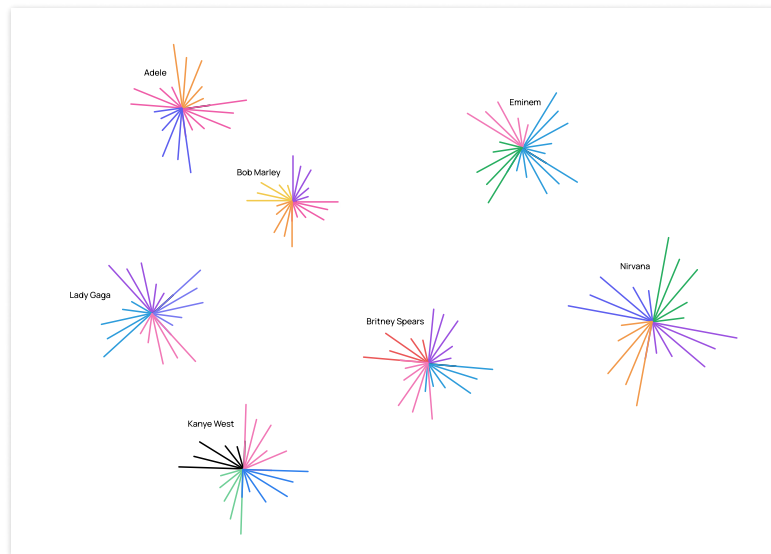 Adele
Eminem
Bob Marley
Nirvana
Lady Gaga
Britney Spears
Kanye West